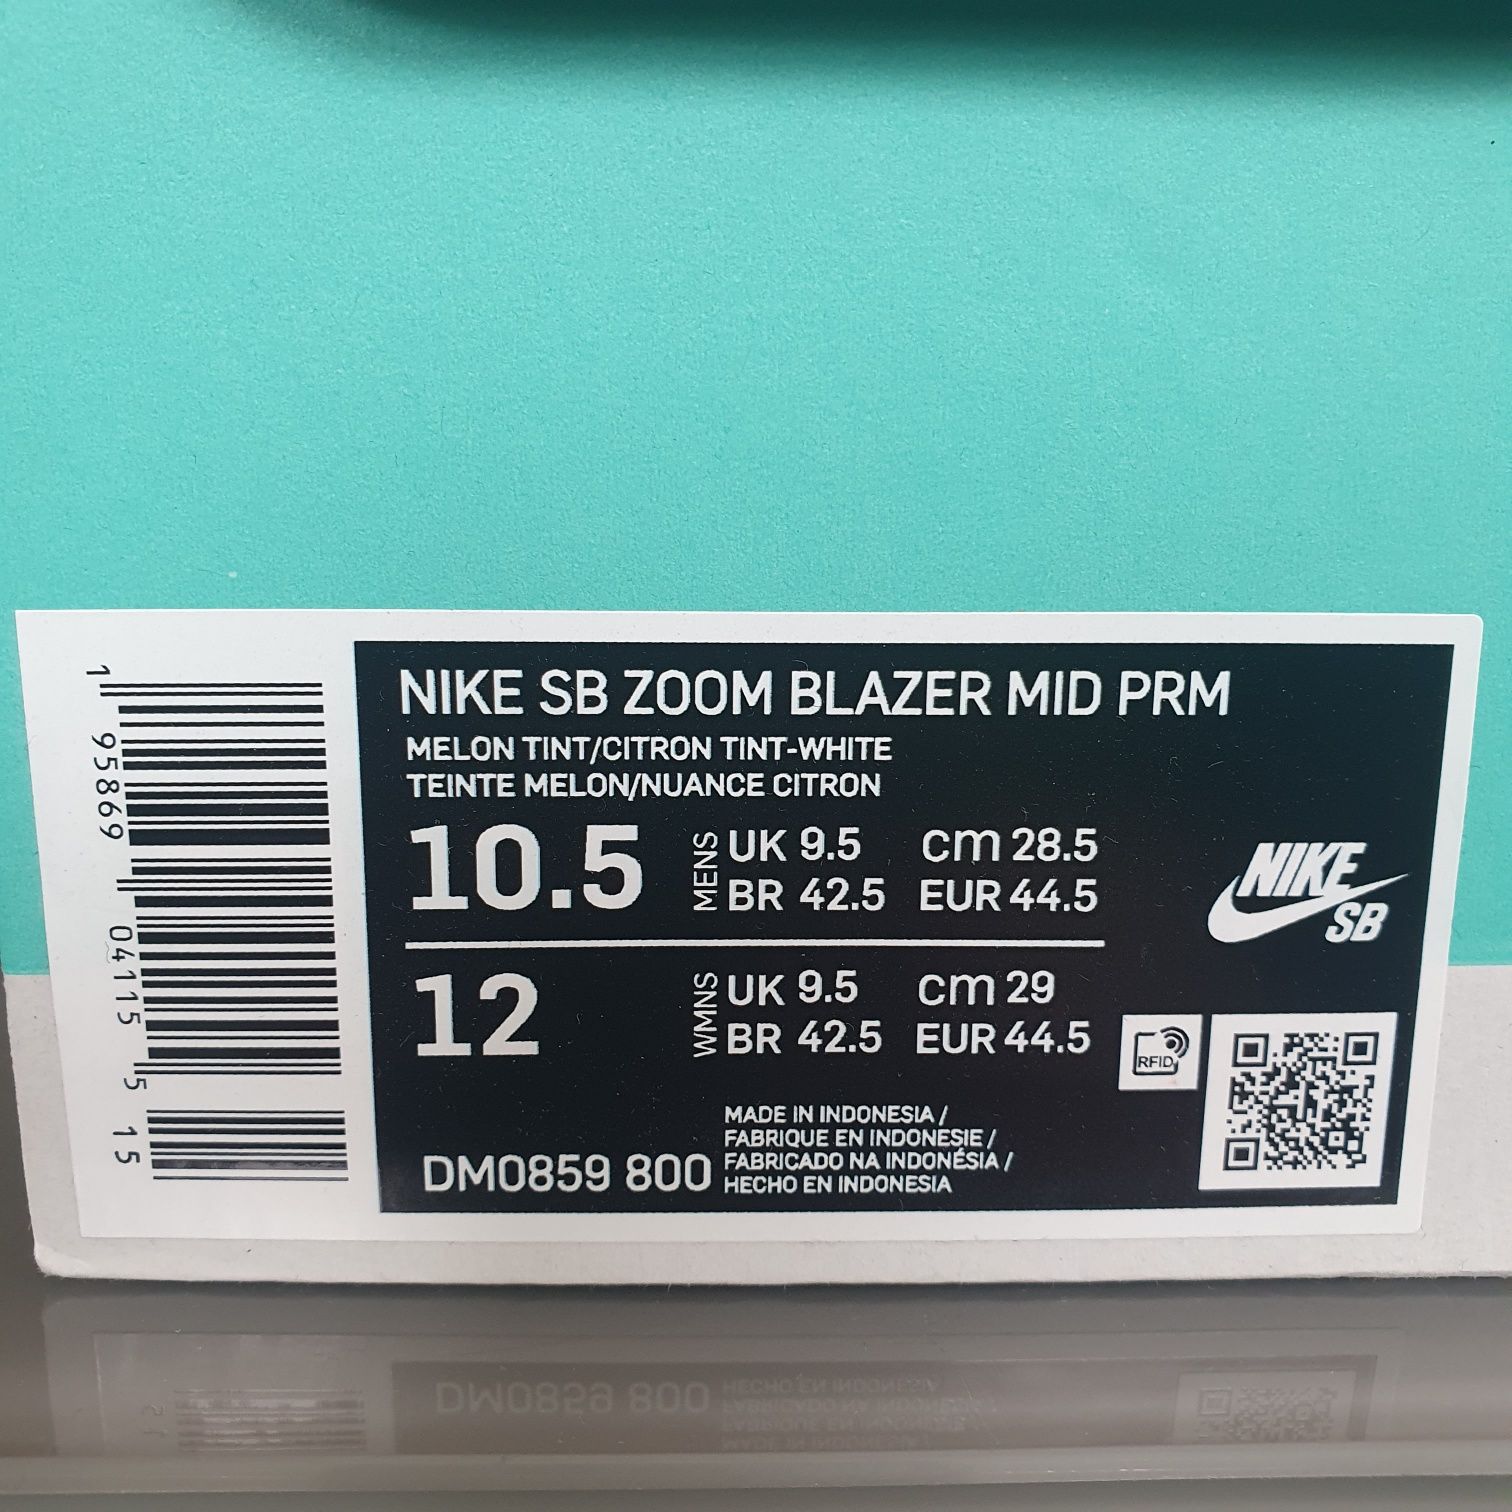 1 95869 04115 5 15
NIKE SB ZOOM BLAZER MID PRM
MELON TINT/CITRON TINT-WHITE
TEINTE MELON/NUANCE CITRON
10.5 MENS UK 9.5 cm 28.5
BR 42.5 EUR 44.5
12 WMNS UK 9.5 cm 29
BR 42.5 EUR 44.5
NIKE
SB
RFID
DM0859 800
MADE IN INDONESIA /
FABRIQUE EN INDONESIE /
FABRICADO NA INDONÉSIA /
HECHO EN INDONESIA